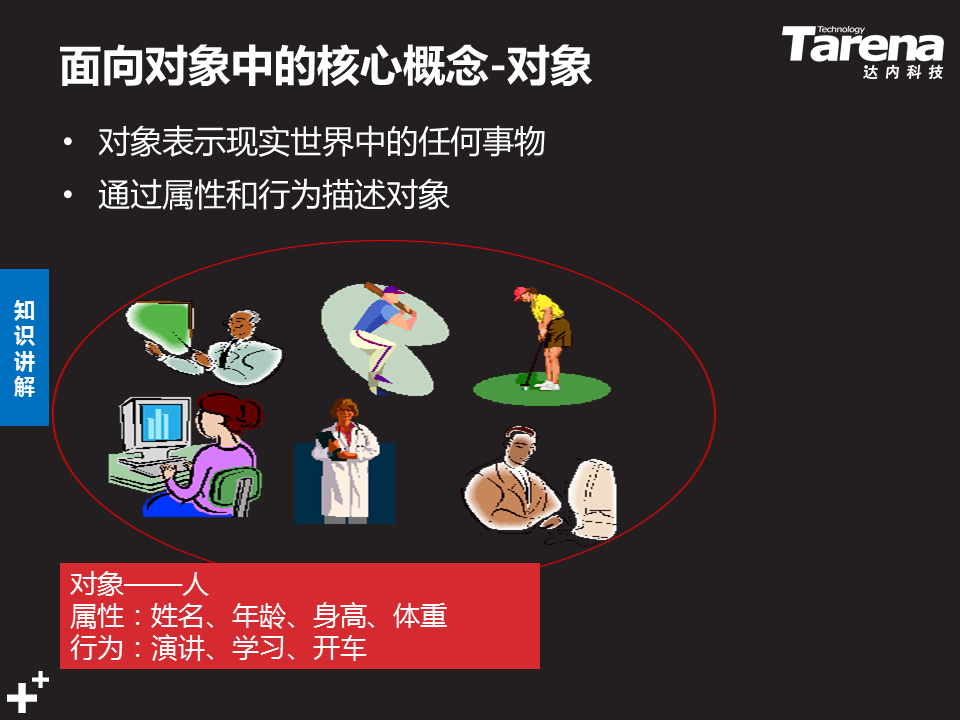 面向对象中的核心概念-对象
Technology
Tarena
达内科技
• 对象表示现实世界中的任何事物
• 通过属性和行为描述对象
知识讲解
对象——人
属性：姓名、年龄、身高、体重
行为：演讲、学习、开车